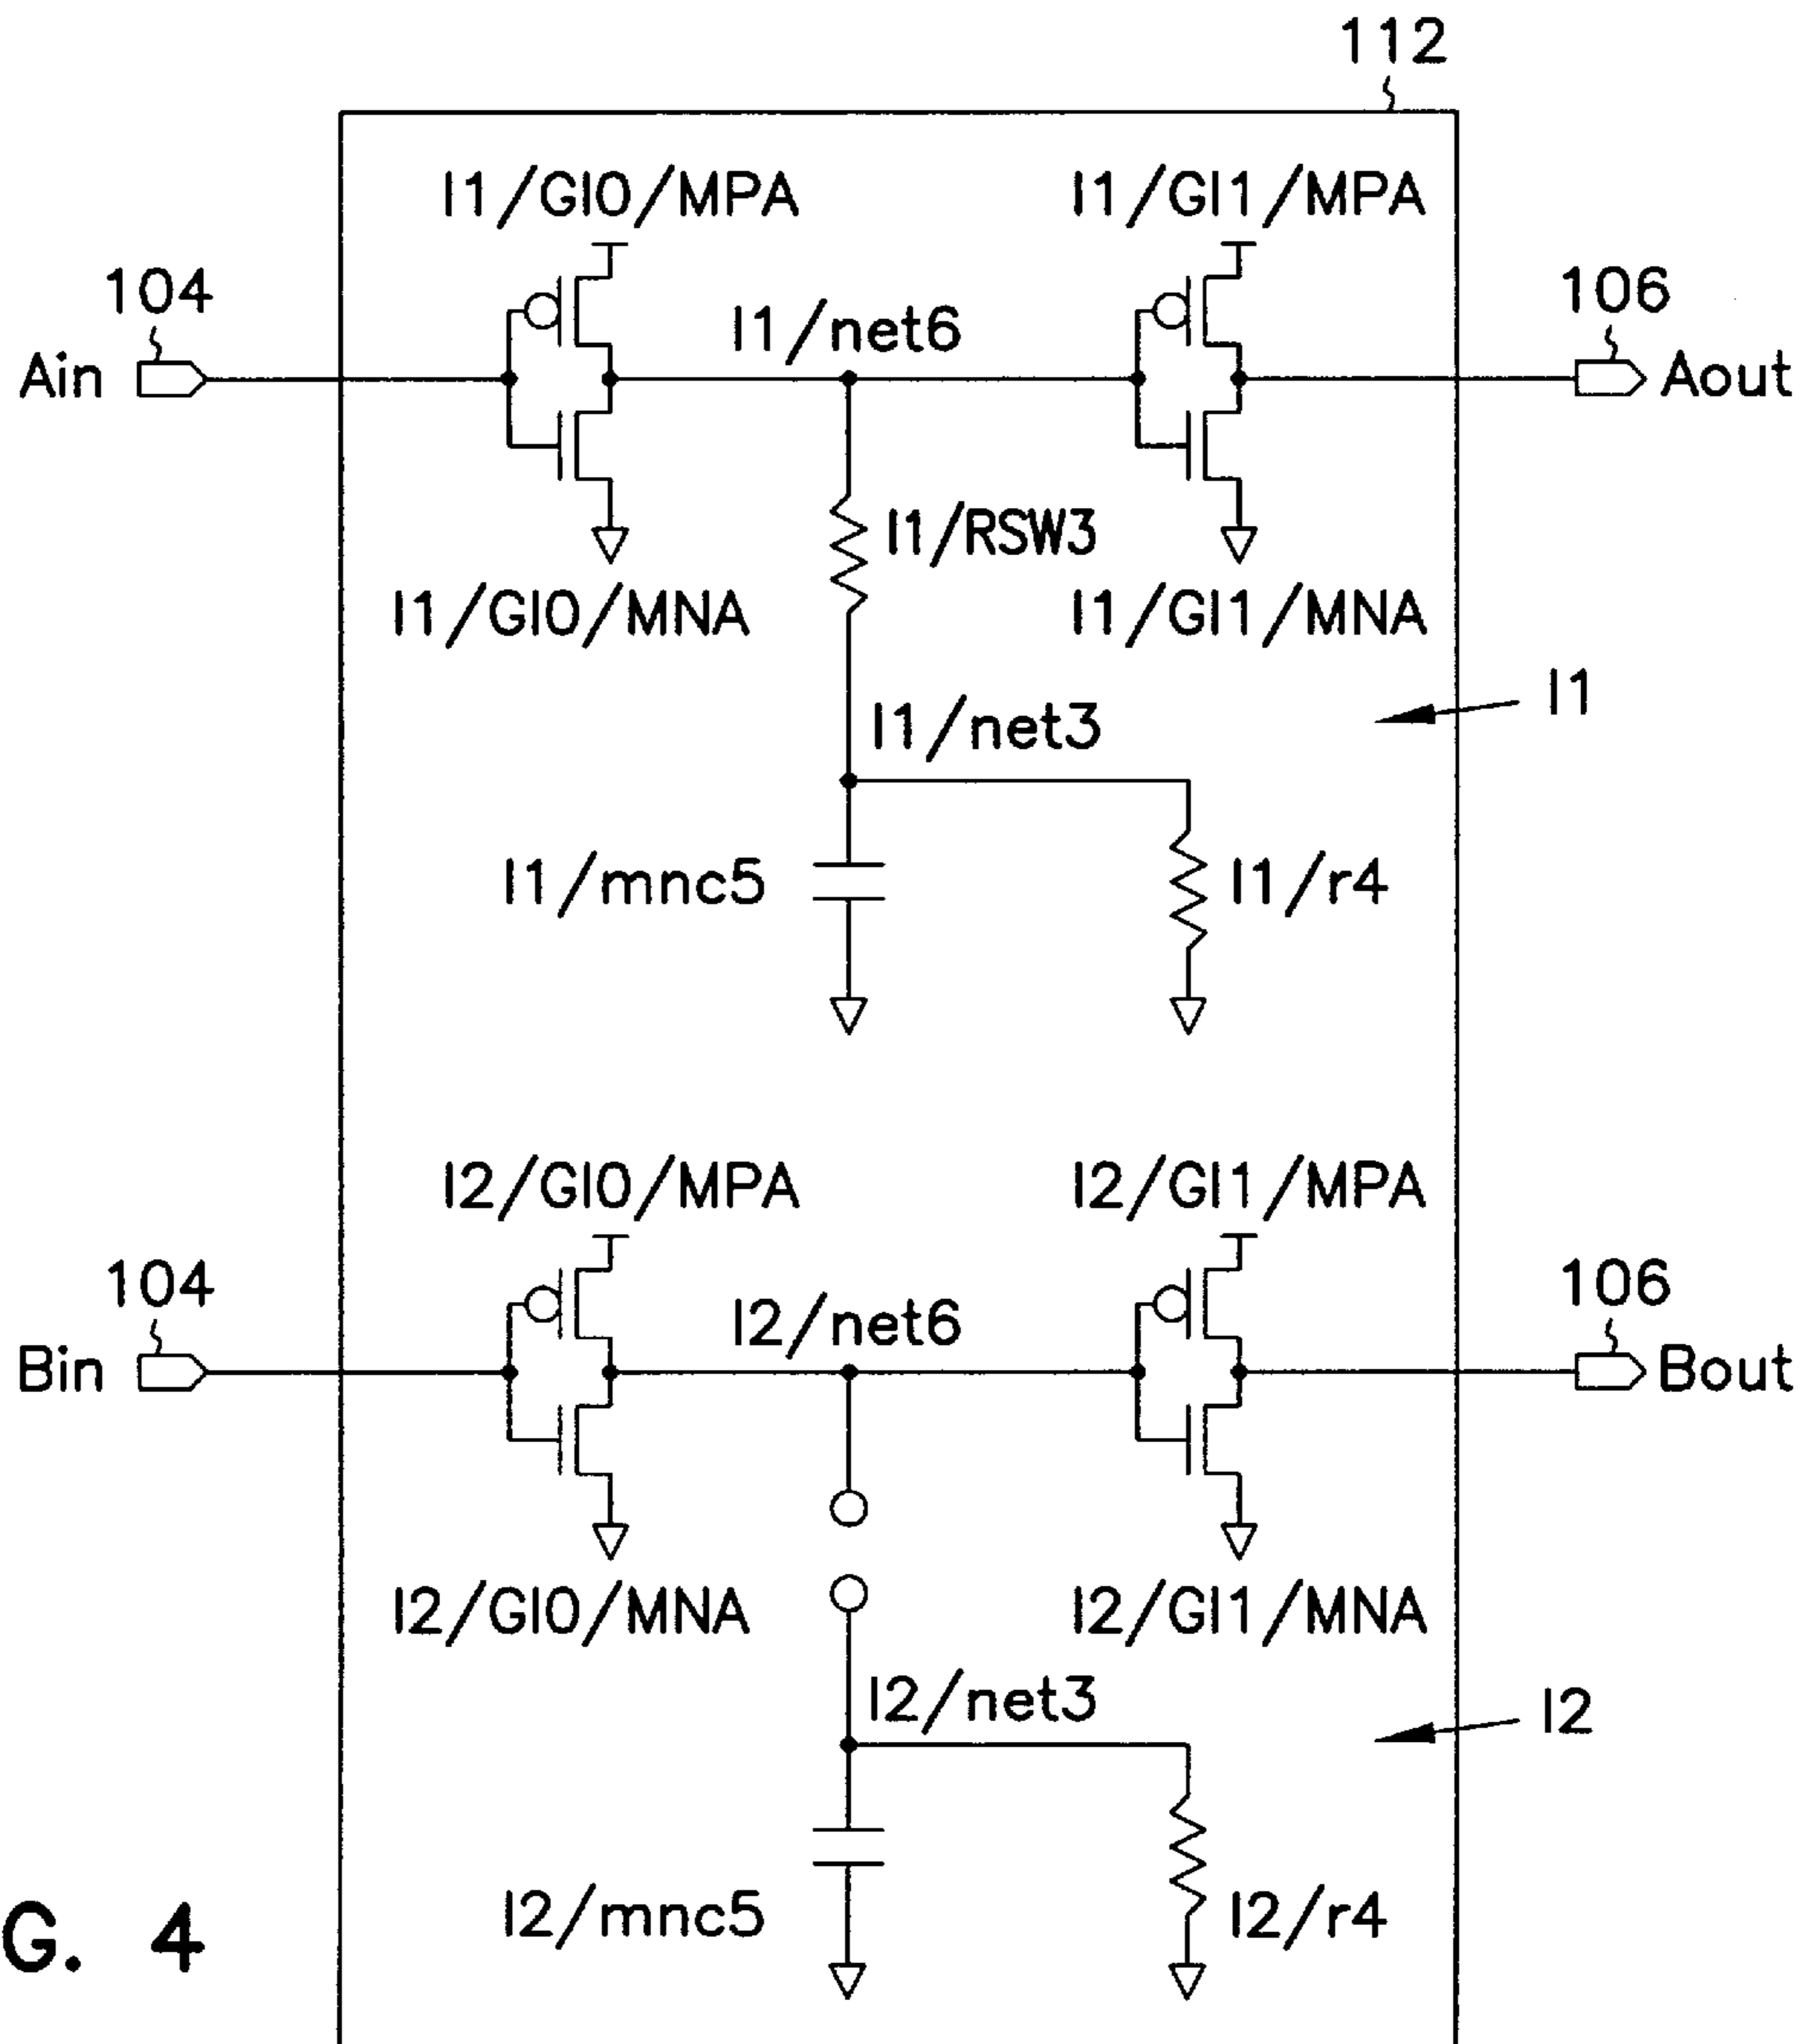 112
I1/GI0/MPA I1/GI1/MPA
104 I1/net6 106
Ain Aout
I1/RSW3
I1/GI0/MNA I1/GI1/MNA
I1/net3 I1
I1/mnc5 I1/r4
I2/GI0/MPA I2/GI1/MPA
104 I2/net6 106
Bin Bout
I2/GI0/MNA I2/GI1/MNA
I2/net3 I2
I2/mnc5 I2/r4
G. 4